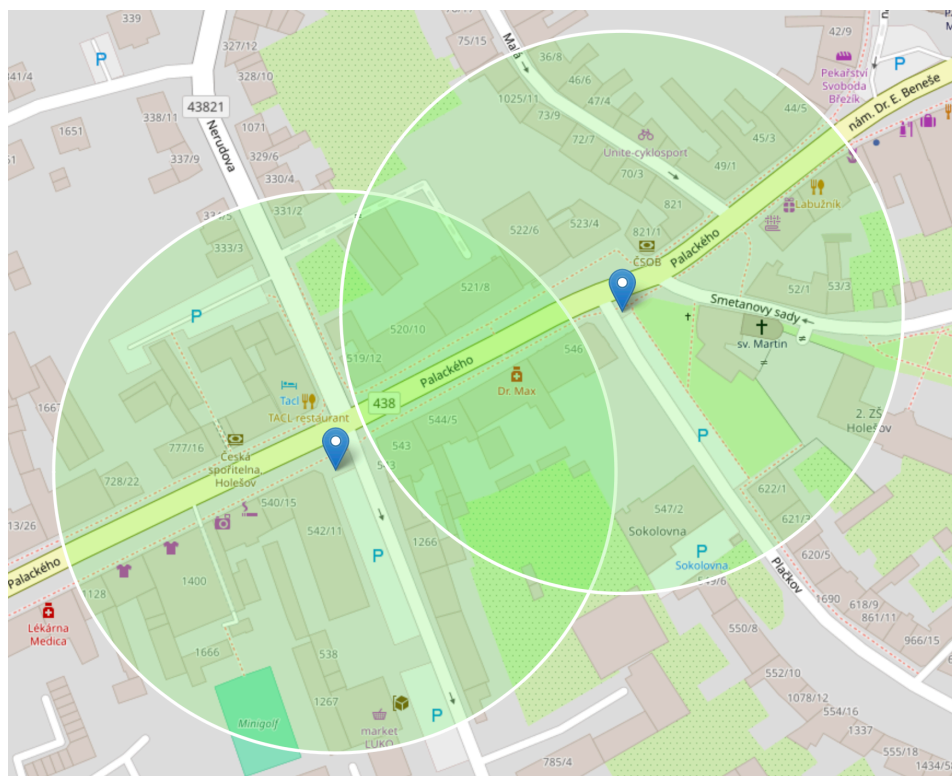 75/15
36/8
42/9
P
339
327/12
Malá
46/6
Pekařství
Svoboda
Březík
P
341/4
328/10
1025/11
47/4
nám. Dr. E. Beneše
43821
338/11
73/9
44/5
1651
1071
72/7
45/3
Nerudova
337/9
329/6
Unite-cyklosport
49/1
330/4
70/3
331/2
821
Labužník
333/3
522/6
523/4
821/1
ČSOB
Palackého
521/8
52/1
53/3
P
520/10
Smetanovy sady
519/12
546
sv. Martin
Palackého
Tacl
Dr. Max
438
TACL restaurant
544/5
2. ZŠ
Holešov
777/16
Česká
spořitelna,
Holešov
543
P
728/22
543
540/15
622/1
13/26
542/11
547/2
621/3
Sokolovna
1266
P
P
Sokolovna
620/5
Palackého
1400
549/6
Plačkov
1128
1690
618/9
Lékárna
Medica
861/11
550/8
966/15
1666
538
552/10
1267
1078/12
Minigolf
market
LUKO
P
554/16
1337
555/18
785/4
1434/5